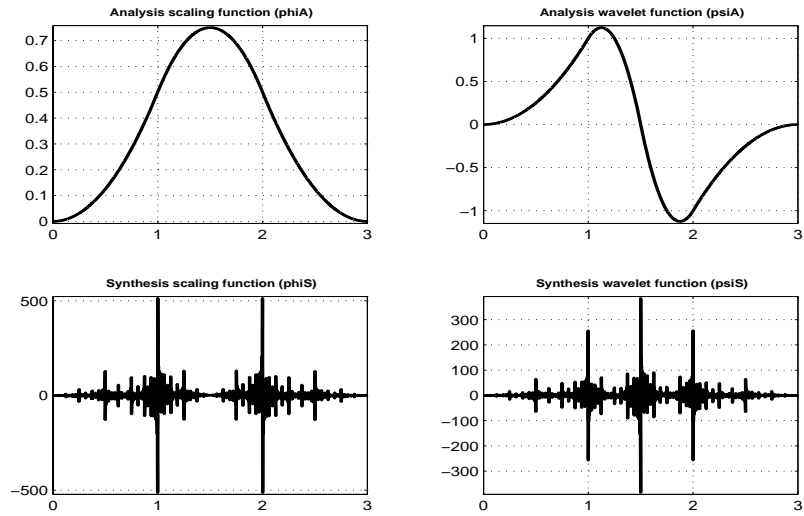 Analysis scaling function (phiA)
0.7
0.6
0.5
0.4
0.3
0.2
0.1
0
0 1 2 3
Analysis wavelet function (psiA)
1
0.5
0
−0.5
−1
0 1 2 3
Synthesis scaling function (phiS)
500
0
−500
0 1 2 3
Synthesis wavelet function (psiS)
300
200
100
0
−100
−200
−300
0 1 2 3